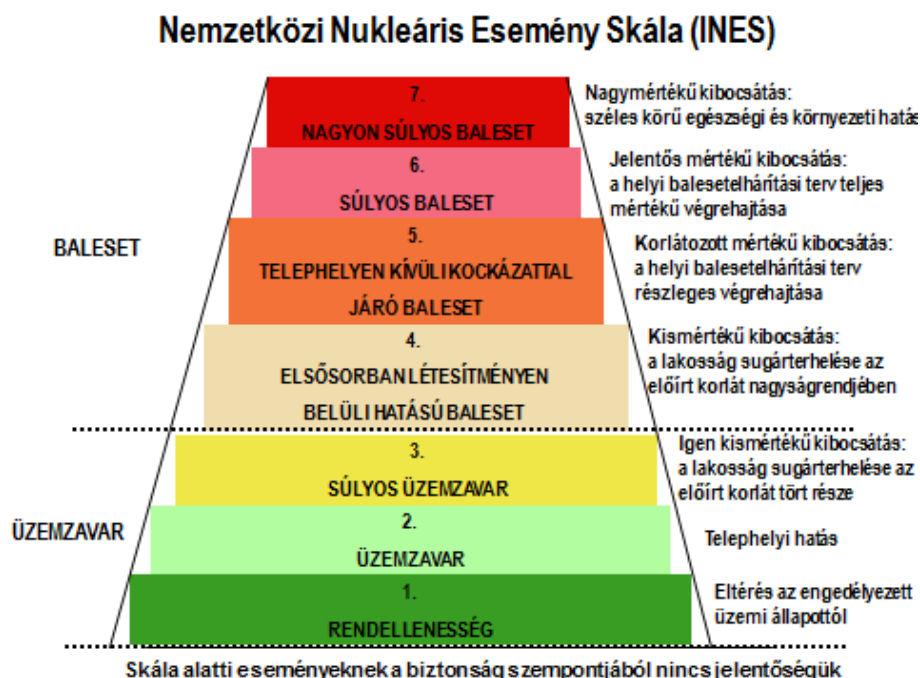 Nemzetközi Nukleáris Esemény Skála (INES)
7.
NAGYON SÚLYOS BALESET
Nagymértékű kibocsátás:
széles körű egészségi és környezeti hatás
6.
SÚLYOS BALESET
Jelentős mértékű kibocsátás:
a helyi balesetelhárítási terv teljes
mértékű végrehajtása
BALESET
5.
TELEPHELYEN KÍVÜLI KOCKÁZATTAL
JÁRÓ BALESET
Korlátozott mértékű kibocsátás:
a helyi balesetelhárítási terv
részleges végrehajtása
4.
ELSŐSORBAN LÉTESÍTMÉNYEN
BELÜLI HATÁSÚ BALESET
Kismértékű kibocsátás:
a lakosság sugárterhelése az
előírt korlát nagyságrendjében
3.
SÚLYOS ÜZEMZAVAR
Igen kismértékű kibocsátás:
a lakosság sugárterhelése az
előírt korlát tört része
ÜZEMZAVAR
2.
ÜZEMZAVAR
Telephelyi hatás
1.
RENDELLENESSÉG
Eltérés az engedélyezett
üzemi állapottól
Skála alatti eseményeknek a biztonság szempontjából nincs jelentőségük